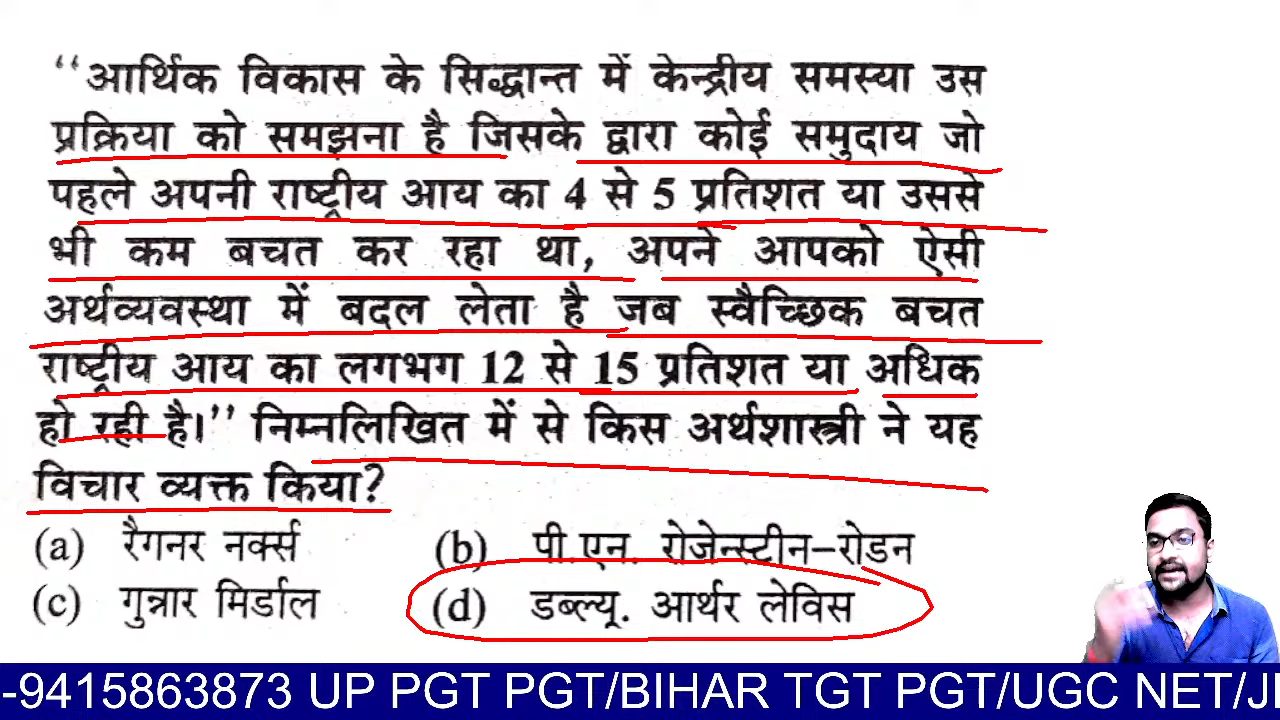 “आर्थिक विकास के सिद्धान्त में केन्द्रीय समस्या उस
प्रक्रिया को समझना है जिसके द्वारा कोई समुदाय जो
पहले अपनी राष्ट्रीय आय का 4 से 5 प्रतिशत या उससे
भी कम बचत कर रहा था, अपने आपको ऐसी
अर्थव्यवस्था में बदल लेता है जब स्वैच्छिक बचत
राष्ट्रीय आय का लगभग 12 से 15 प्रतिशत या अधिक
हो रही है।” निम्नलिखित में से किस अर्थशास्त्री ने यह
विचार व्यक्त किया?
(a) रैगनर नर्क्स (b) पी.एन. रोजेन्स्टीन–रोडन
(c) गुन्नार मिर्डाल (d) डब्ल्यू. आर्थर लेविस
-9415863873 UP PGT PGT/BIHAR TGT PGT/UGC NET/